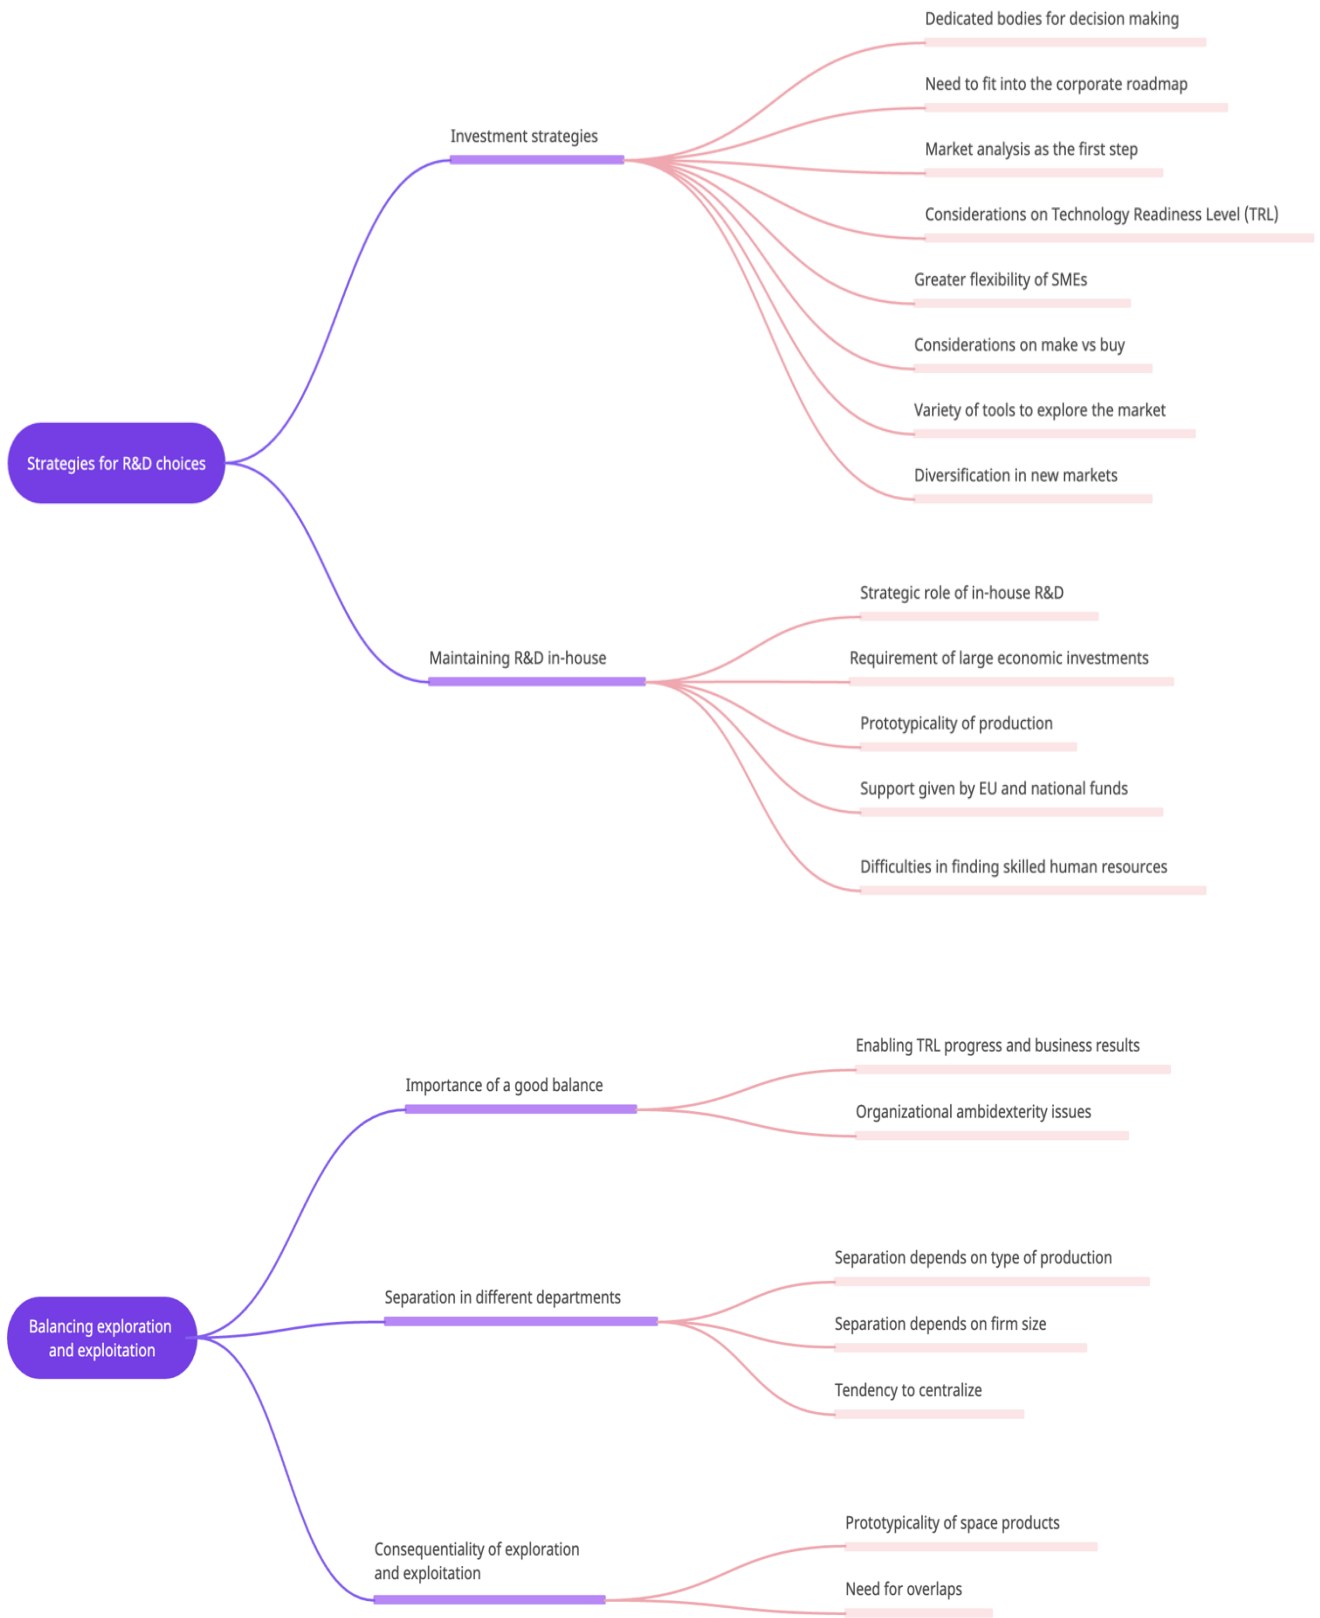 Strategies for R&D choices
Investment strategies
Dedicated bodies for decision making
Need to fit into the corporate roadmap
Market analysis as the first step
Considerations on Technology Readiness Level (TRL)
Greater flexibility of SMEs
Considerations on make vs buy
Variety of tools to explore the market
Diversification in new markets
Maintaining R&D in-house
Strategic role of in-house R&D
Requirement of large economic investments
Prototypicality of production
Support given by EU and national funds
Difficulties in finding skilled human resources
Balancing exploration
and exploitation
Importance of a good balance
Enabling TRL progress and business results
Organizational ambidexterity issues
Separation in different departments
Separation depends on type of production
Separation depends on firm size
Tendency to centralize
Consequentiality of exploration
and exploitation
Prototypicality of space products
Need for overlaps